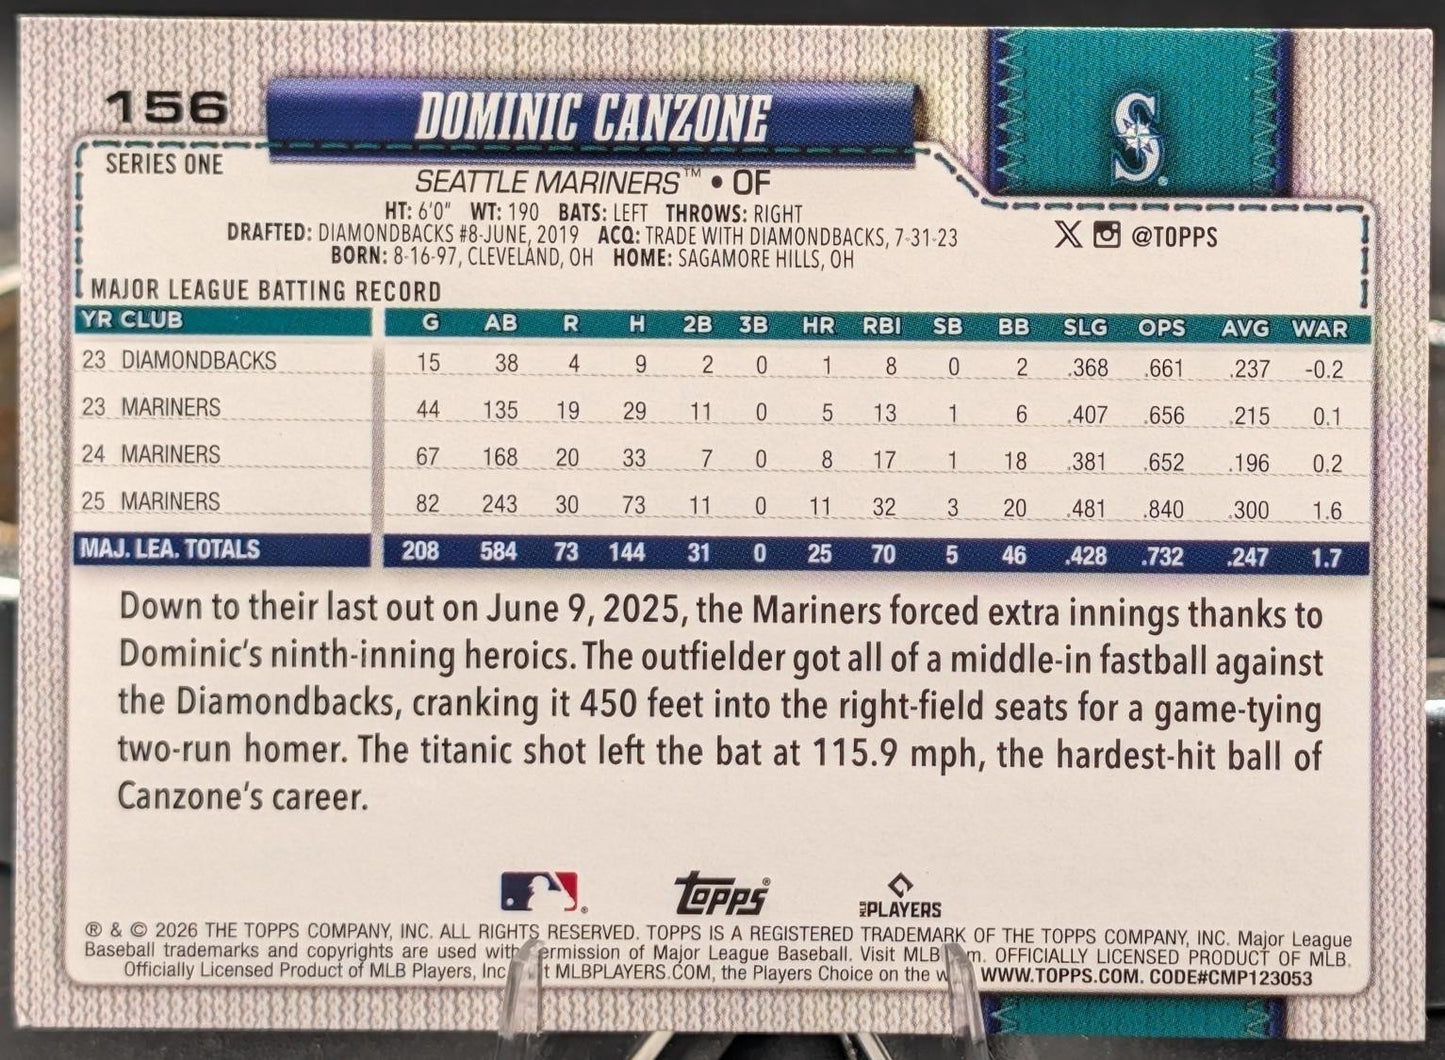 156
DOMINIC CANZONE
S
SERIES ONE
SEATTLE MARINERS™ • OF
HT: 6'0" WT: 190 BATS: LEFT THROWS: RIGHT
DRAFTED: DIAMONDBACKS #8-JUNE, 2019 ACQ: TRADE WITH DIAMONDBACKS, 7-31-23
BORN: 8-16-97, CLEVELAND, OH HOME: SAGAMORE HILLS, OH
X @TOPPS
MAJOR LEAGUE BATTING RECORD
YR CLUB G AB R H 2B 3B HR RBI SB BB SLG OPS AVG WAR
23 DIAMONDBACKS 15 38 4 9 2 0 1 8 0 2 .368 .661 .237 -0.2
23 MARINERS 44 135 19 29 11 0 5 13 1 6 .407 .656 .215 0.1
24 MARINERS 67 168 20 33 7 0 8 17 1 18 .381 .652 .196 0.2
25 MARINERS 82 243 30 73 11 0 11 32 3 20 .481 .840 .300 1.6
MAJ. LEA. TOTALS 208 584 73 144 31 0 25 70 5 46 .428 .732 .247 1.7
Down to their last out on June 9, 2025, the Mariners forced extra innings thanks to
Dominic's ninth-inning heroics. The outfielder got all of a middle-in fastball against
the Diamondbacks, cranking it 450 feet into the right-field seats for a game-tying
two-run homer. The titanic shot left the bat at 115.9 mph, the hardest-hit ball of
Canzone's career.
Topps®
MLB PLAYERS
® & © 2026 THE TOPPS COMPANY, INC. ALL RIGHTS RESERVED. TOPPS IS A REGISTERED TRADEMARK OF THE TOPPS COMPANY, INC. Major League
Baseball trademarks and copyrights are used with permission of Major League Baseball. Visit MLB m. OFFICIALLY LICENSED PRODUCT OF MLB.
Officially Licensed Product of MLB Players, Inc t MLBPLAYERS.COM, the Players Choice on the w WWW.TOPPS.COM. CODE#CMP123053